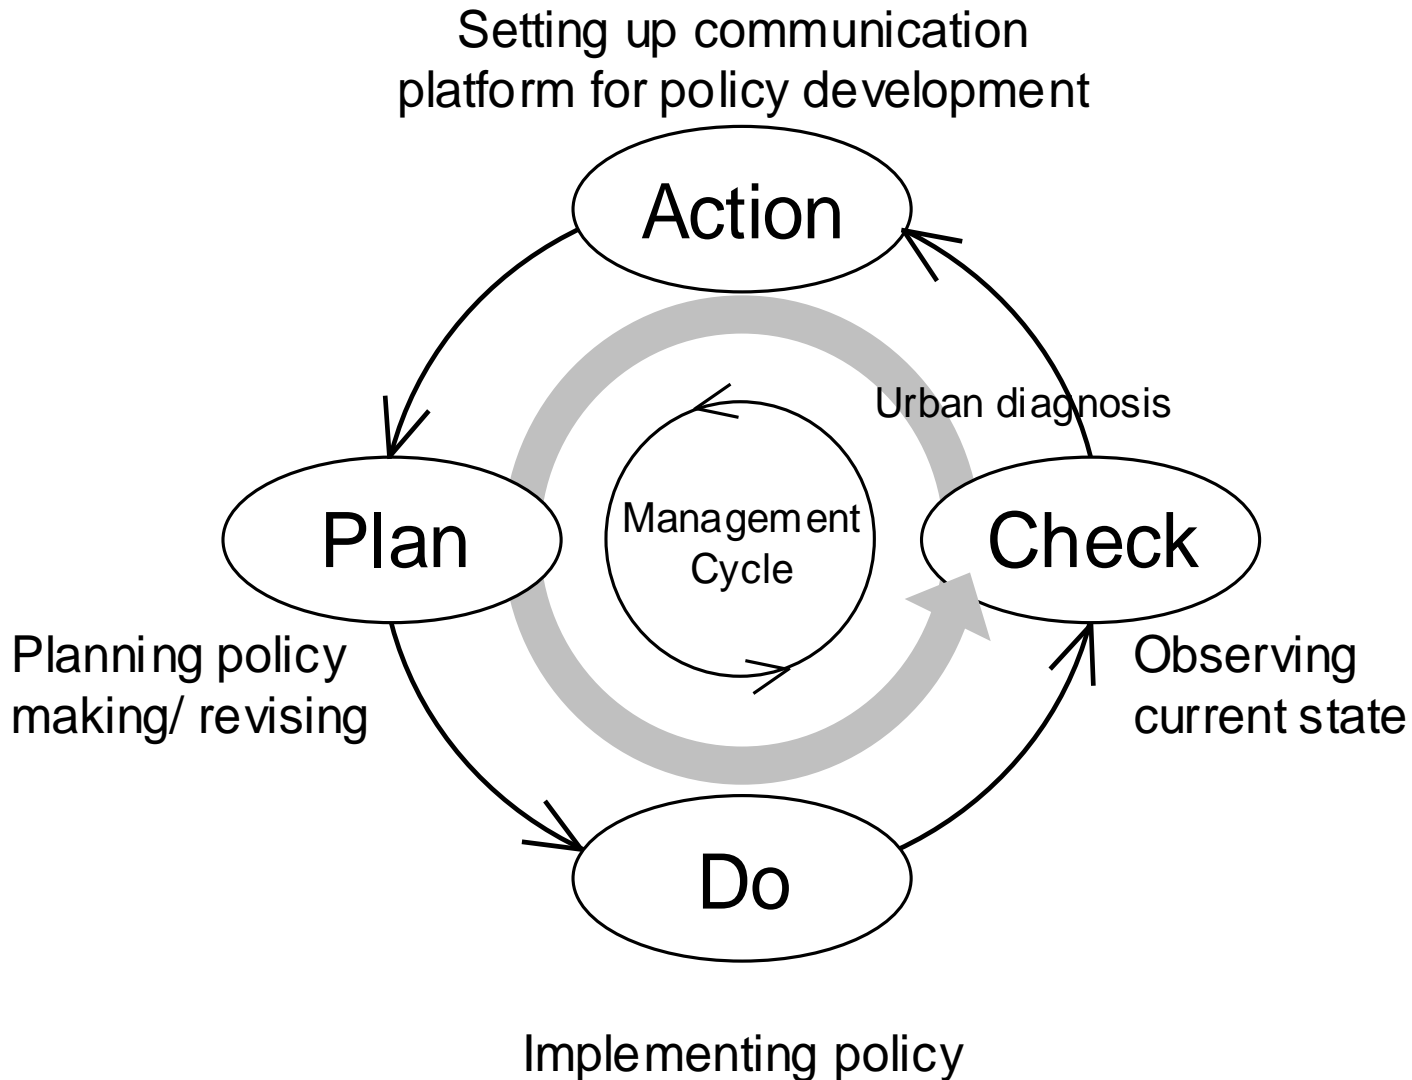 Setting up communication
platform for policy development
Action
Urban diagnosis
Management
Cycle
Plan
Check
Planning policy
making/ revising
Observing
current state
Do
Implementing policy